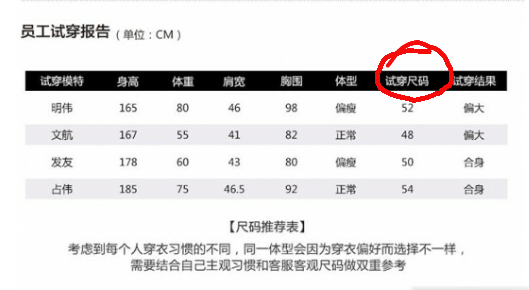 员工试穿报告（单位：CM）
试穿模特 身高 体重 肩宽 胸围 体型 试穿尺码 试穿结果
明伟 165 80 46 98 偏瘦 52 偏大
文航 167 55 41 82 正常 48 偏大
发友 178 60 43 80 偏瘦 50 合身
占伟 185 75 46.5 92 正常 54 合身
【尺码推荐表】
考虑到每个人穿衣习惯的不同，同一体型会因为穿衣偏好而选择不一样，
需要结合自己主观习惯和客服客观尺码做双重参考